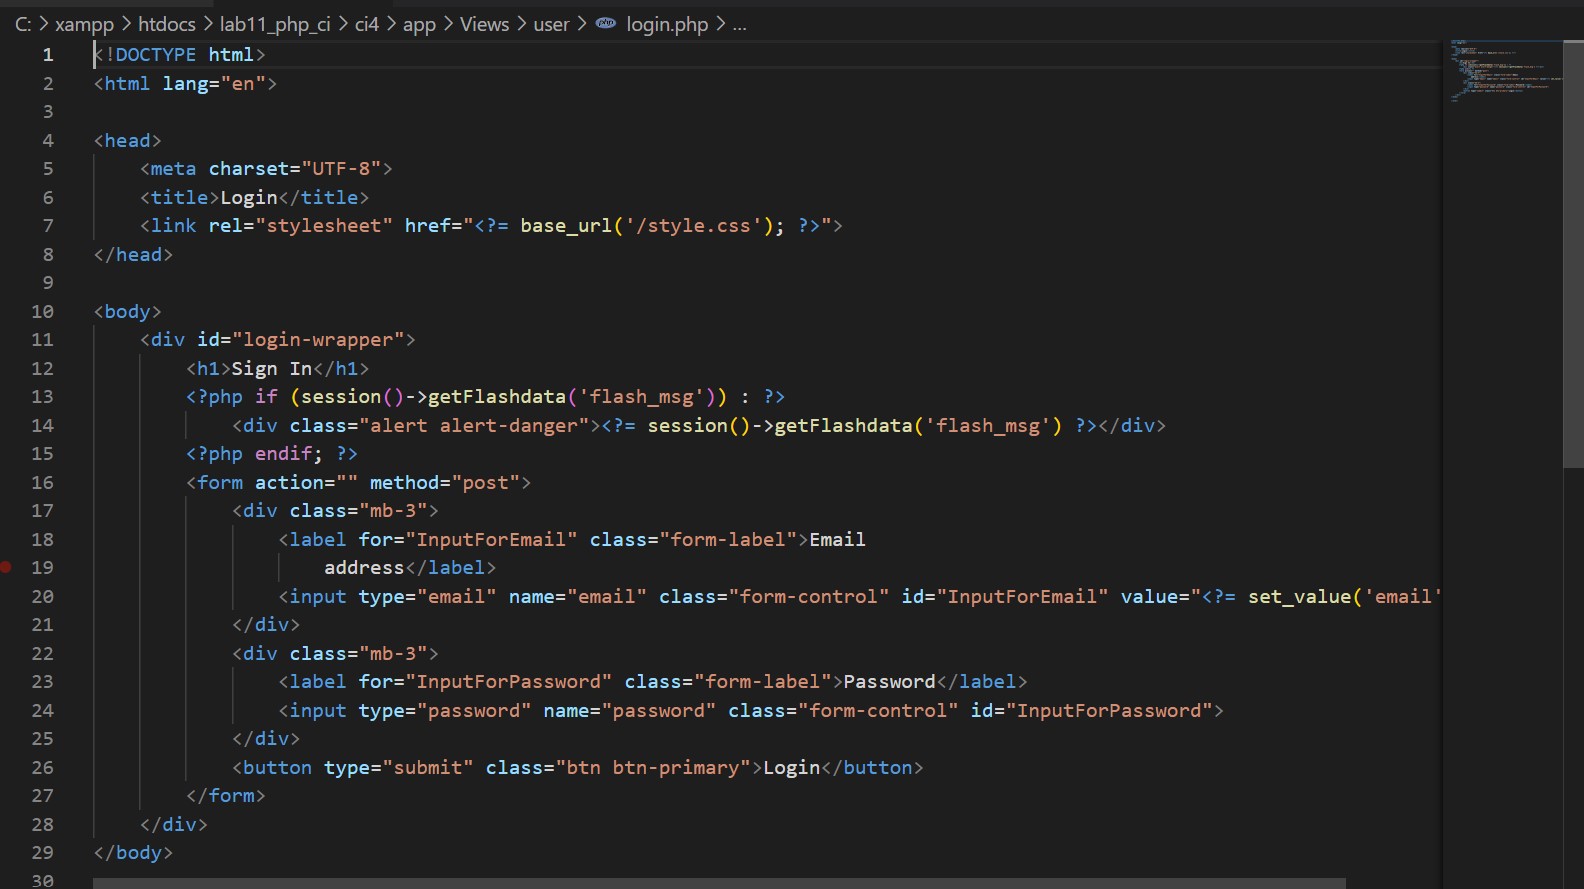 C: > xampp > htdocs > lab11_php_ci > ci4 > app > Views > user > php login.php > ...
1 <!DOCTYPE html>
2 <html lang="en">
3
4 <head>
5     <meta charset="UTF-8">
6     <title>Login</title>
7     <link rel="stylesheet" href="<?= base_url('/style.css'); ?>">
8 </head>
9
10 <body>
11     <div id="login-wrapper">
12         <h1>Sign In</h1>
13         <?php if (session()->getFlashdata('flash_msg')) : ?>
14             <div class="alert alert-danger"><?= session()->getFlashdata('flash_msg') ?></div>
15         <?php endif; ?>
16         <form action="" method="post">
17             <div class="mb-3">
18                 <label for="InputForEmail" class="form-label">Email
19                     address</label>
20                 <input type="email" name="email" class="form-control" id="InputForEmail" value="<?= set_value('email'
21             </div>
22             <div class="mb-3">
23                 <label for="InputForPassword" class="form-label">Password</label>
24                 <input type="password" name="password" class="form-control" id="InputForPassword">
25             </div>
26             <button type="submit" class="btn btn-primary">Login</button>
27         </form>
28     </div>
29 </body>
30